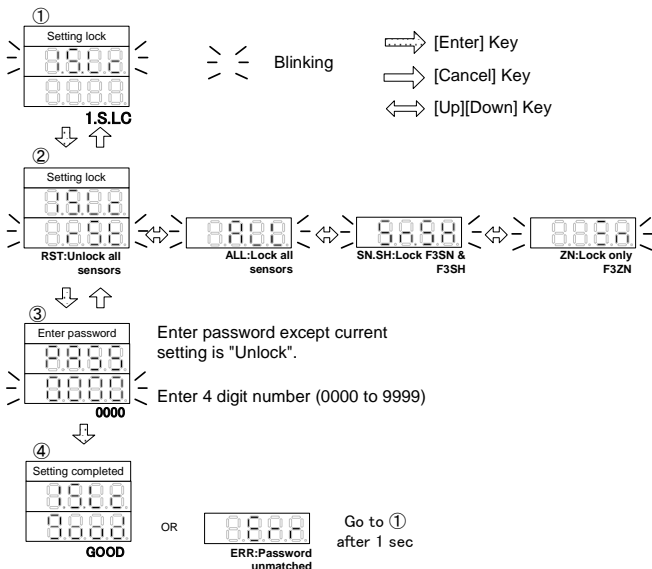 ①
Setting lock
1.S.LC
Blinking
[Enter] Key
[Cancel] Key
[Up][Down] Key
②
Setting lock
RST:Unlock all
sensors
ALL:Lock all
sensors
SN.SH:Lock F3SN &
F3SH
ZN:Lock only
F3ZN
③
Enter password
0000
0000
Enter password except current
setting is "Unlock".
Enter 4 digit number (0000 to 9999)
④
Setting completed
GOOD
OR
ERR:Password
unmatched
Go to ①
after 1 sec